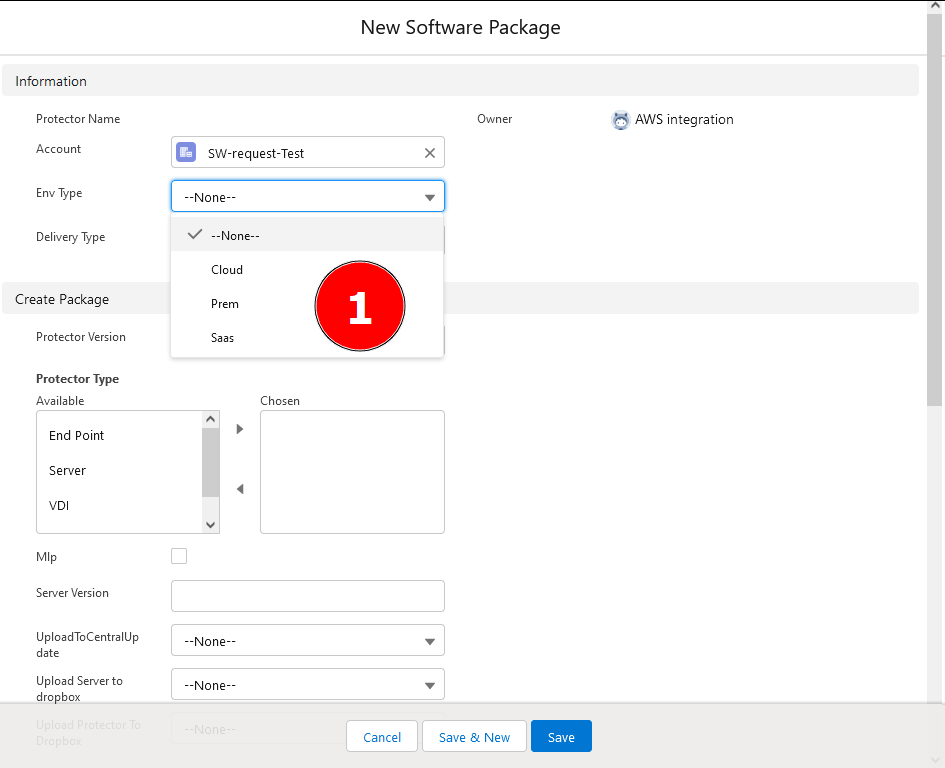 New Software Package
Information
Protector Name
Owner
AWS integration
Account
SW-request-Test
Env Type
--None--
--None--
Cloud
Prem
Saas
1
Delivery Type
Create Package
Protector Version
Protector Type
Available
Chosen
End Point
Server
VDI
Mlp
Server Version
UploadToCentralUp
date
--None--
Upload Server to
dropbox
--None--
Upload Protector To
Dropbox
--None--
Cancel
Save & New
Save